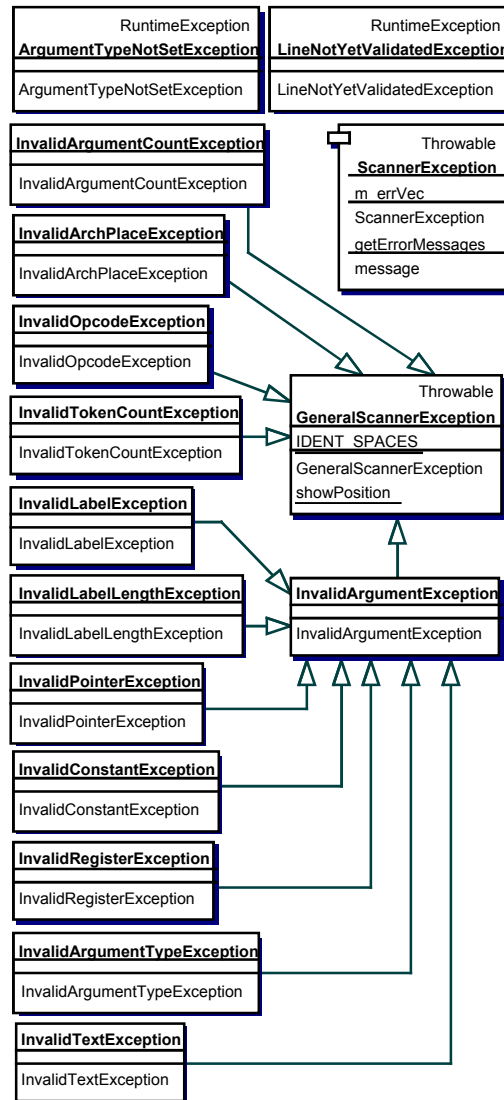 RuntimeException
ArgumentTypeNotSetException
ArgumentTypeNotSetException
RuntimeException
LineNotYetValidatedException
LineNotYetValidatedException
InvalidArgumentCountException
InvalidArgumentCountException
Throwable
ScannerException
m_errVec
ScannerException
getErrorMessages
message
InvalidArchPlaceException
InvalidArchPlaceException
InvalidOpcodeException
InvalidOpcodeException
Throwable
GeneralScannerException
IDENT_SPACES
GeneralScannerException
showPosition
InvalidTokenCountException
InvalidTokenCountException
InvalidLabelException
InvalidLabelException
InvalidLabelLengthException
InvalidLabelLengthException
InvalidArgumentException
InvalidArgumentException
InvalidPointerException
InvalidPointerException
InvalidConstantException
InvalidConstantException
InvalidRegisterException
InvalidRegisterException
InvalidArgumentTypeException
InvalidArgumentTypeException
InvalidTextException
InvalidTextException